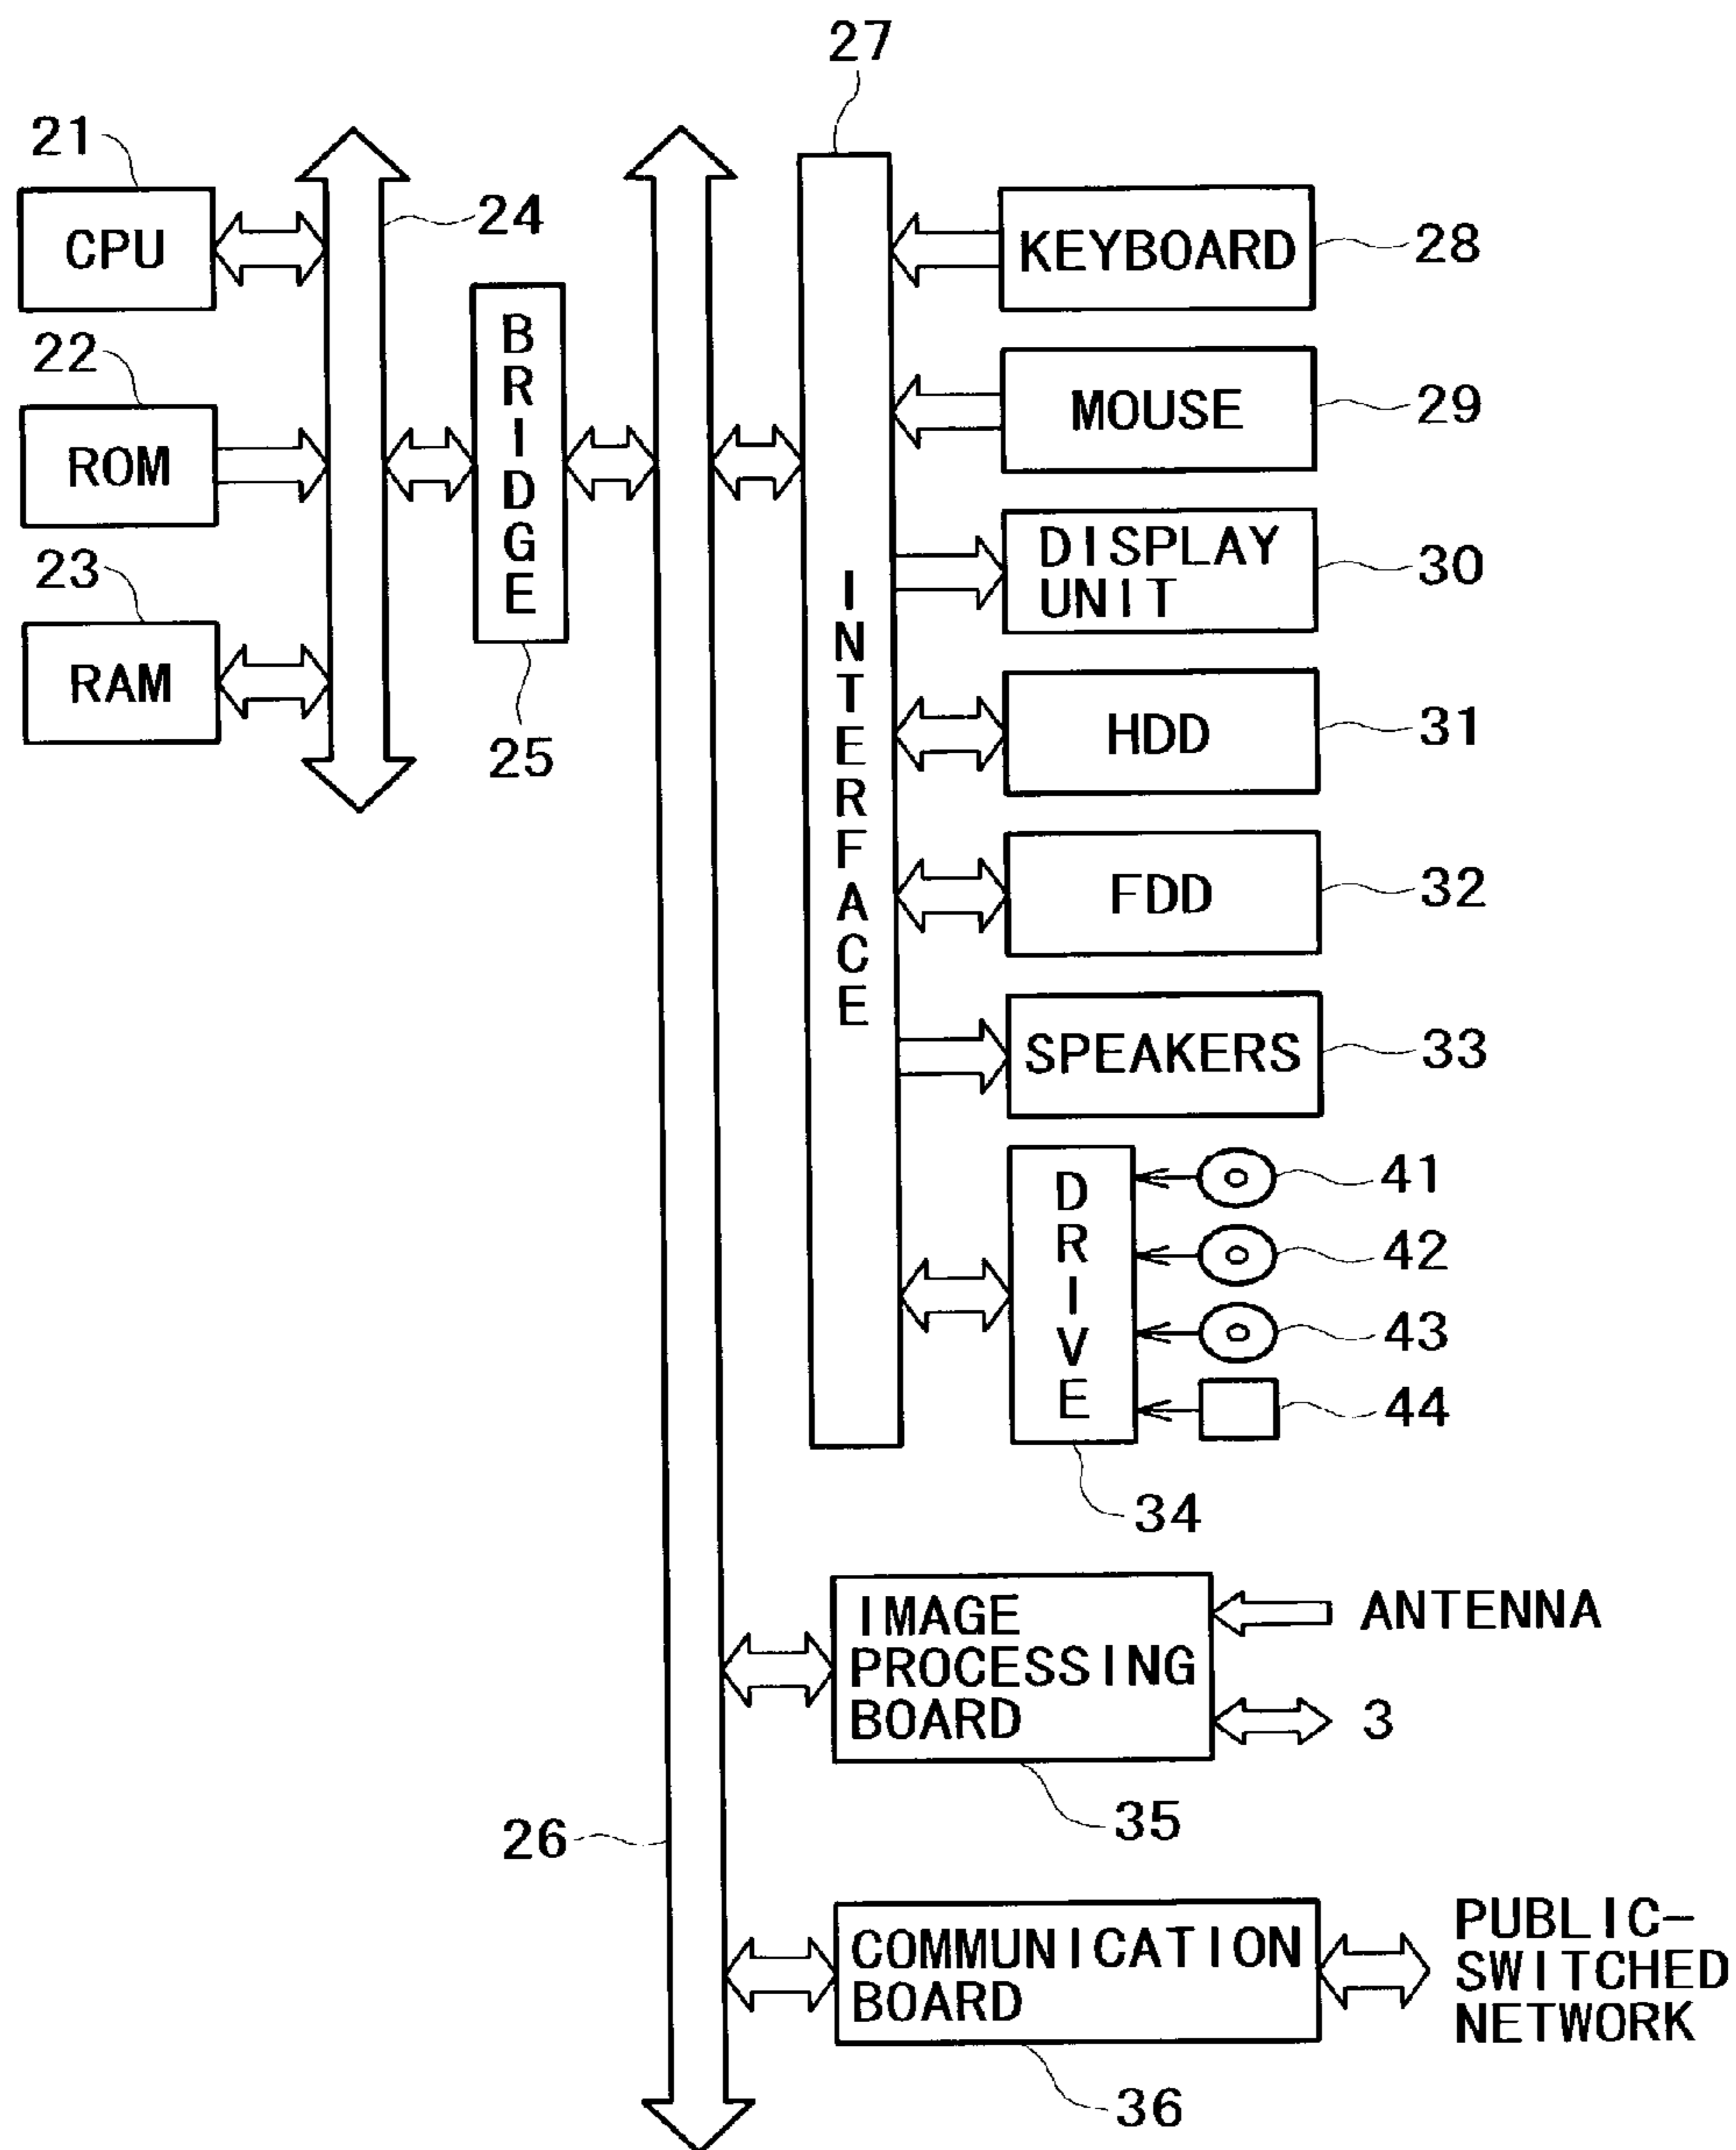 27
21
CPU
24
22
ROM
23
RAM
BRIDGE
25
INTERFACE
KEYBOARD
28
MOUSE
29
DISPLAY
UNIT
30
HDD
31
FDD
32
SPEAKERS
33
DRIVE
41
42
43
44
34
IMAGE
PROCESSING
BOARD
ANTENNA
3
35
26
COMMUNICATION
BOARD
PUBLIC-
SWITCHED
NETWORK
36